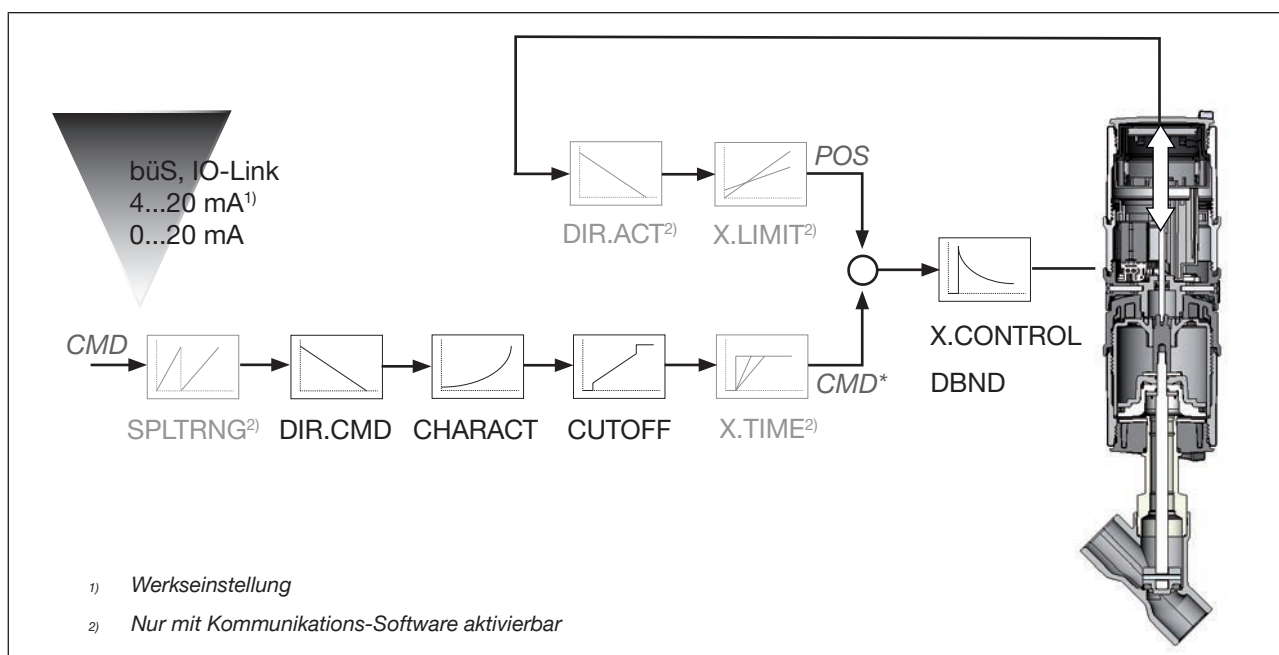 büS, IO-Link
4...20 mA1)
0...20 mA
DIR.ACT2)
X.LIMIT2)
POS
X.CONTROL
DBND
CMD
SPLTRNG2)
DIR.CMD
CHARACT
CUTOFF
X.TIME2)
CMD*
1) Werkseinstellung
2) Nur mit Kommunikations-Software aktivierbar